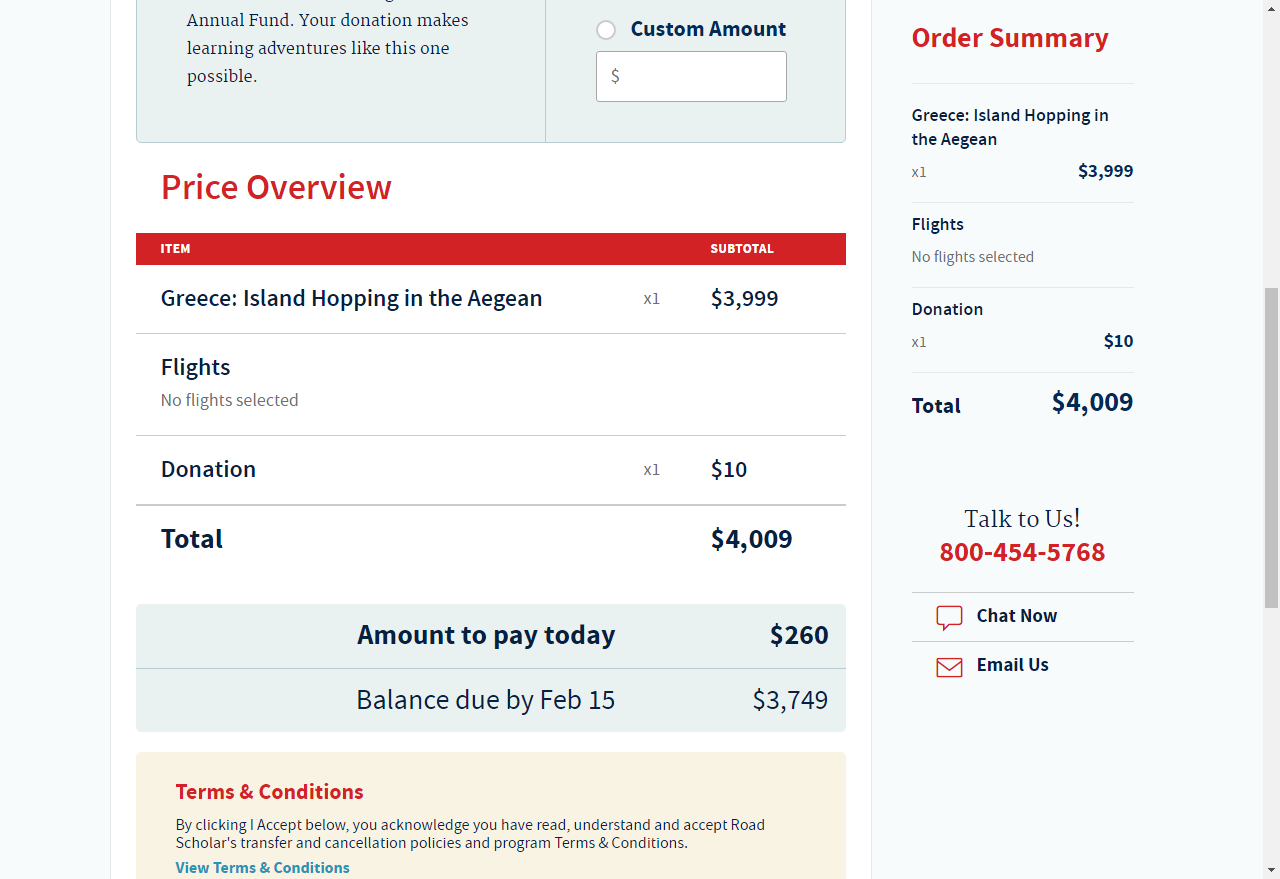 Annual Fund. Your donation makes
learning adventures like this one
possible.
Custom Amount
$
Price Overview
ITEM SUBTOTAL
Greece: Island Hopping in the Aegean x1 $3,999
Flights
No flights selected
Donation x1 $10
Total $4,009
Amount to pay today $260
Balance due by Feb 15 $3,749
Terms & Conditions
By clicking I Accept below, you acknowledge you have read, understand and accept Road
Scholar's transfer and cancellation policies and program Terms & Conditions.
View Terms & Conditions
Order Summary
Greece: Island Hopping in
the Aegean
x1 $3,999
Flights
No flights selected
Donation
x1 $10
Total $4,009
Talk to Us!
800-454-5768
Chat Now
Email Us